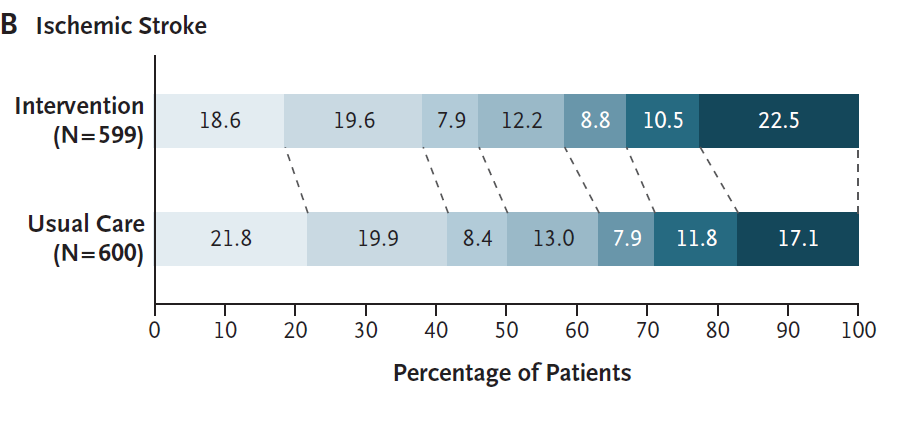 B Ischemic Stroke
Intervention
(N=599)
18.6 19.6 7.9 12.2 8.8 10.5 22.5
Usual Care
(N=600)
21.8 19.9 8.4 13.0 7.9 11.8 17.1
0 10 20 30 40 50 60 70 80 90 100
Percentage of Patients